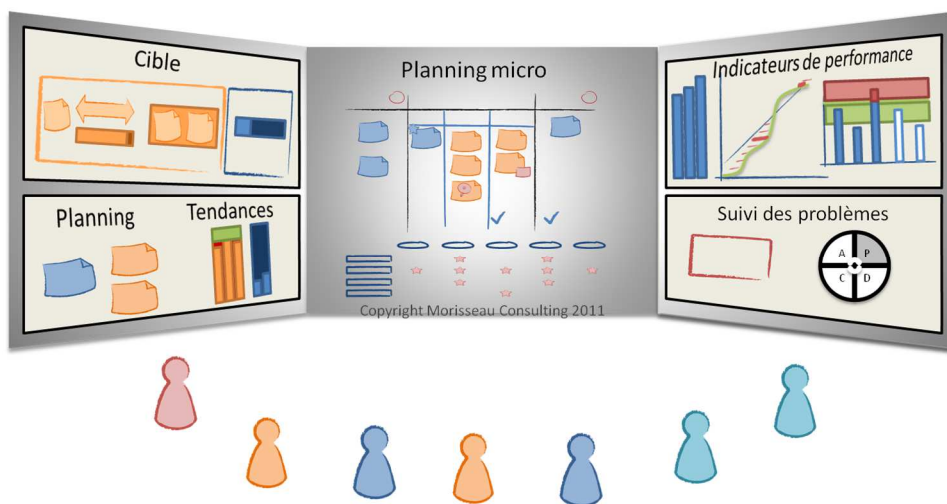 Cible
Planning
Tendances
Planning micro
Copyright Morisseau Consulting 2011
Indicateurs de performance
Suivi des problèmes
A P
C D